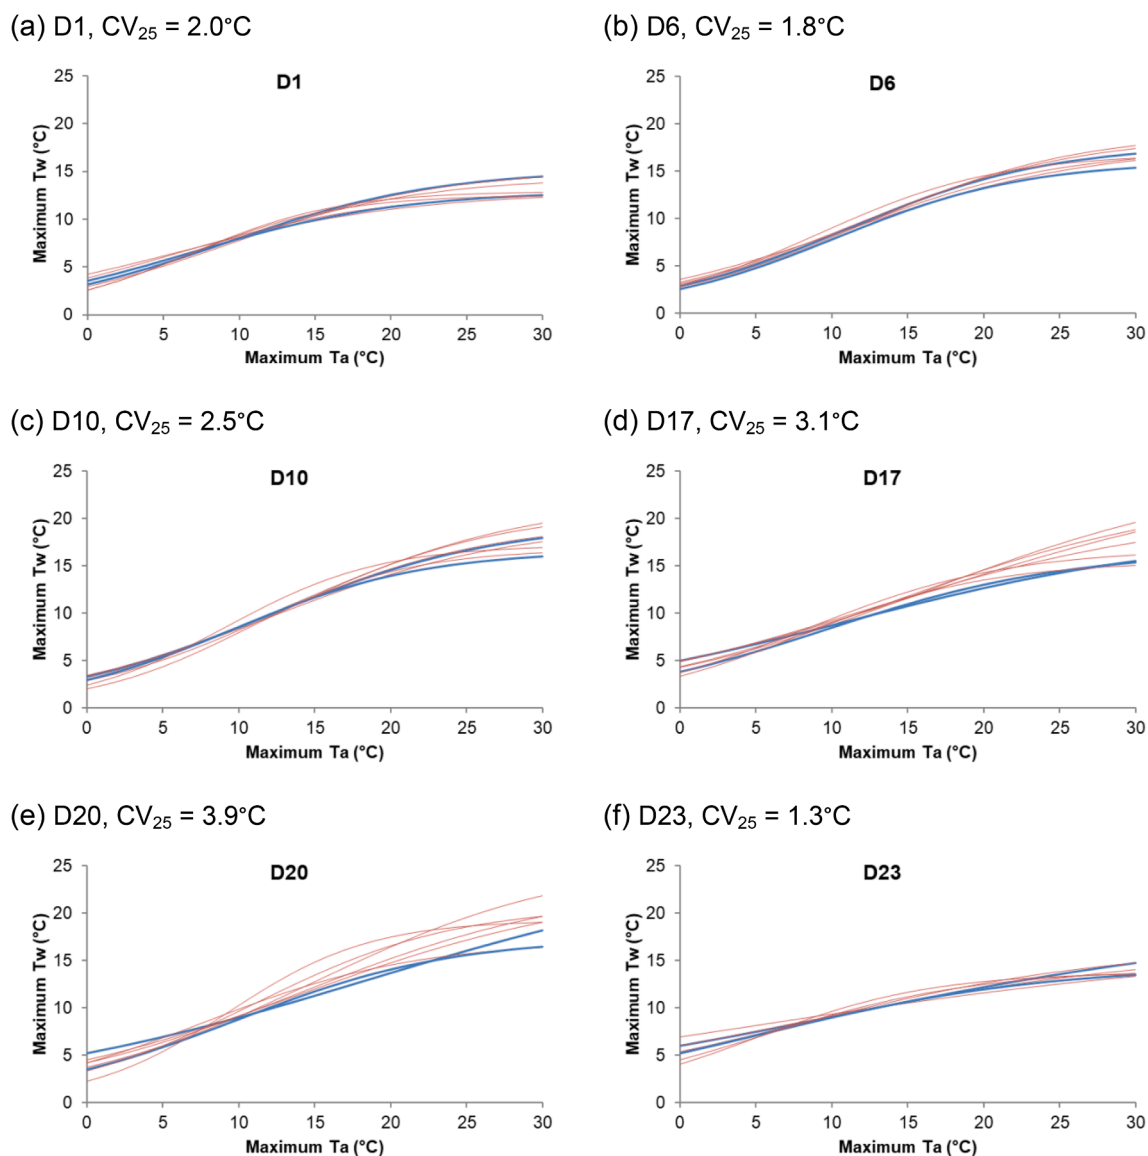 (a) D1, CV₂₅ = 2.0°C
D1
Maximum Tw (°C)
25
20
15
10
5
0
0 5 10 15 20 25 30
Maximum Ta (°C)
(b) D6, CV₂₅ = 1.8°C
D6
Maximum Tw (°C)
25
20
15
10
5
0
0 5 10 15 20 25 30
Maximum Ta (°C)
(c) D10, CV₂₅ = 2.5°C
D10
Maximum Tw (°C)
25
20
15
10
5
0
0 5 10 15 20 25 30
Maximum Ta (°C)
(d) D17, CV₂₅ = 3.1°C
D17
Maximum Tw (°C)
25
20
15
10
5
0
0 5 10 15 20 25 30
Maximum Ta (°C)
(e) D20, CV₂₅ = 3.9°C
D20
Maximum Tw (°C)
25
20
15
10
5
0
0 5 10 15 20 25 30
Maximum Ta (°C)
(f) D23, CV₂₅ = 1.3°C
D23
Maximum Tw (°C)
25
20
15
10
5
0
0 5 10 15 20 25 30
Maximum Ta (°C)